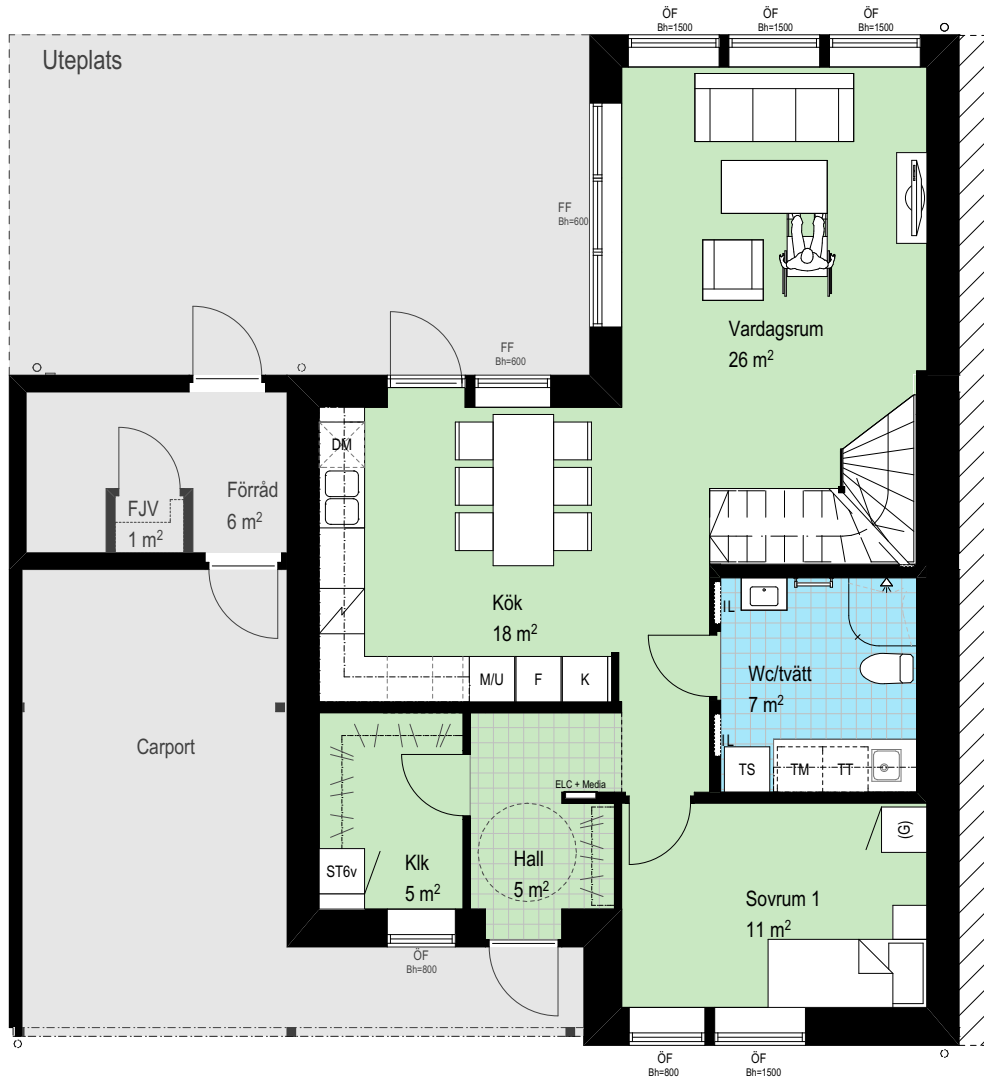 ÖF
Bh=1500
ÖF
Bh=1500
ÖF
Bh=1500
Uteplats
FF
Bh=600
Vardagsrum
26 m²
FF
Bh=600
DM
Förråd
6 m²
FJV
1 m²
Kök
18 m²
IL
Wc/tvätt
7 m²
M/U
F
K
Carport
IL
TS
TM
TT
ELC + Media
(G)
ST6v
Klk
5 m²
Hall
5 m²
Sovrum 1
11 m²
ÖF
Bh=800
ÖF
Bh=800
ÖF
Bh=1500